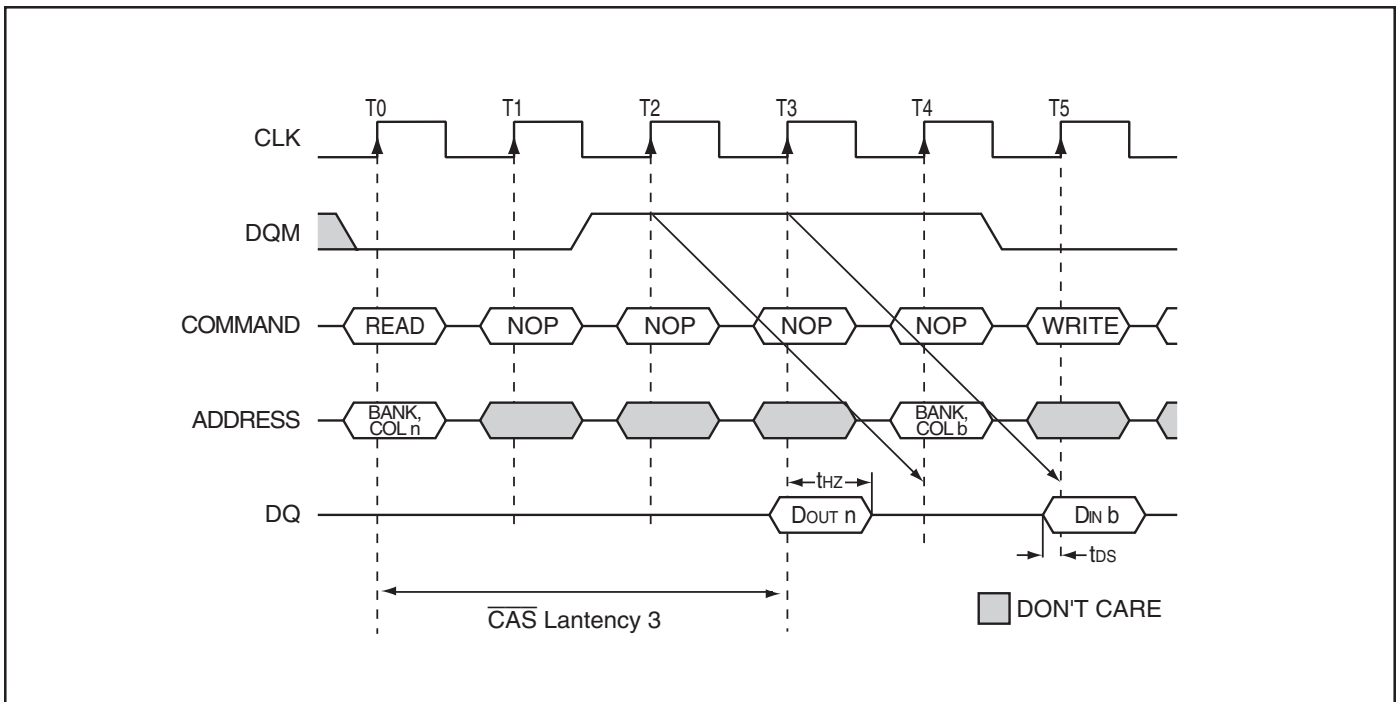 T0 T1 T2 T3 T4 T5
CLK
DQM
COMMAND READ NOP NOP NOP NOP WRITE
ADDRESS BANK, COL n BANK, COL b
tHZ
DQ DOUT n DIN b
tDS
CAS Lantency 3
DON'T CARE